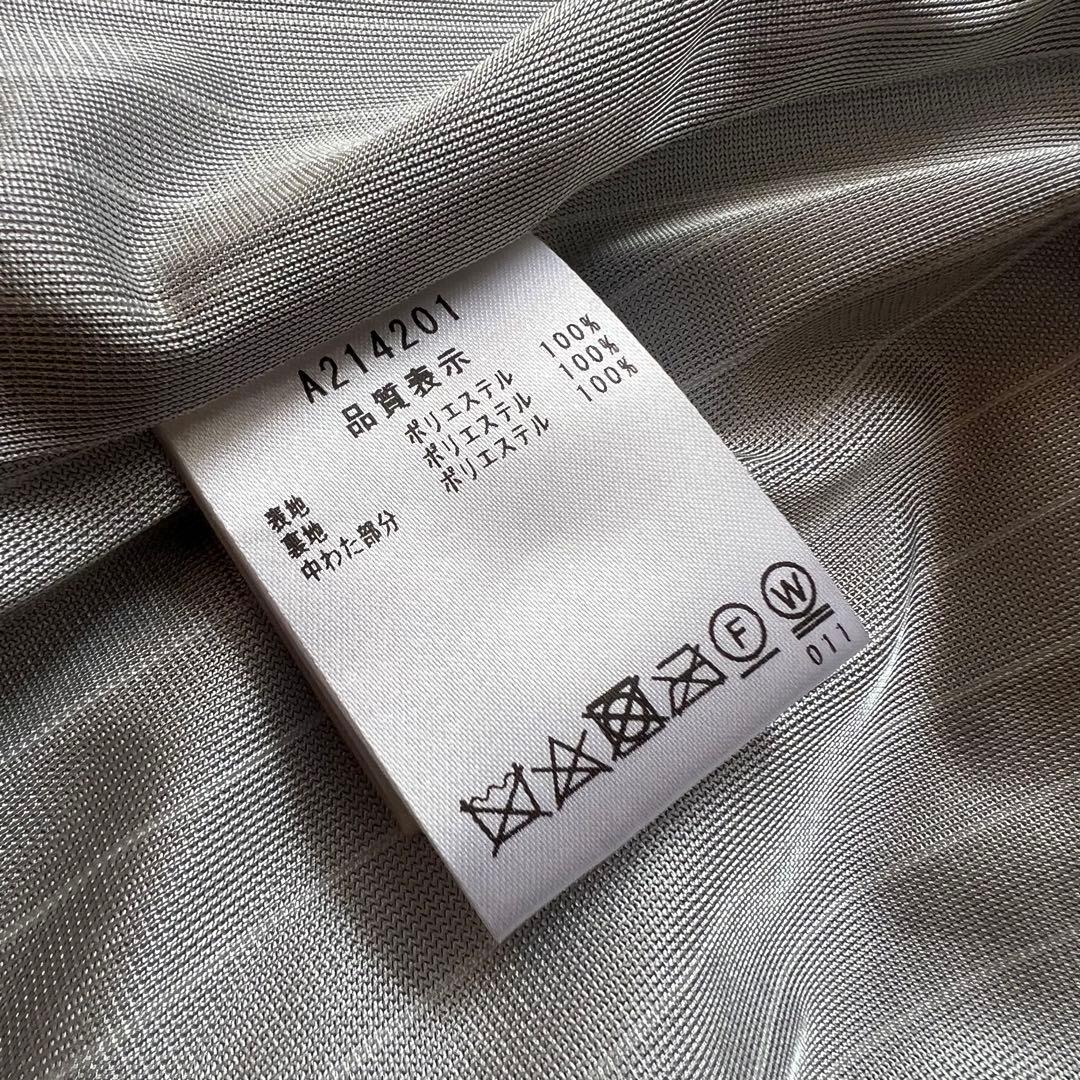 A214201
品質表示
表地 ポリエステル 100%
裏地 ポリエステル 100%
中わた部分 ポリエステル 100%
F W
011